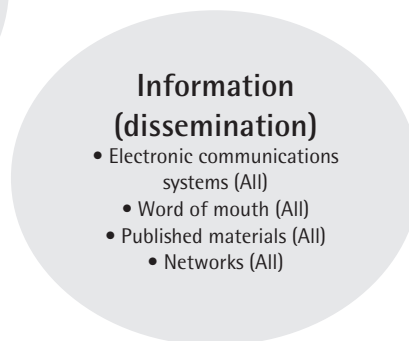 Information
(dissemination)
• Electronic communications
systems (All)
• Word of mouth (All)
• Published materials (All)
• Networks (All)